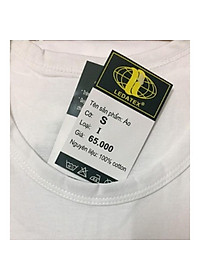 LEDATEX®
Tên sản phẩm: Áo
Cỡ: S
Loại: I
Giá: 65.000
Nguyên liệu: 100% cotton